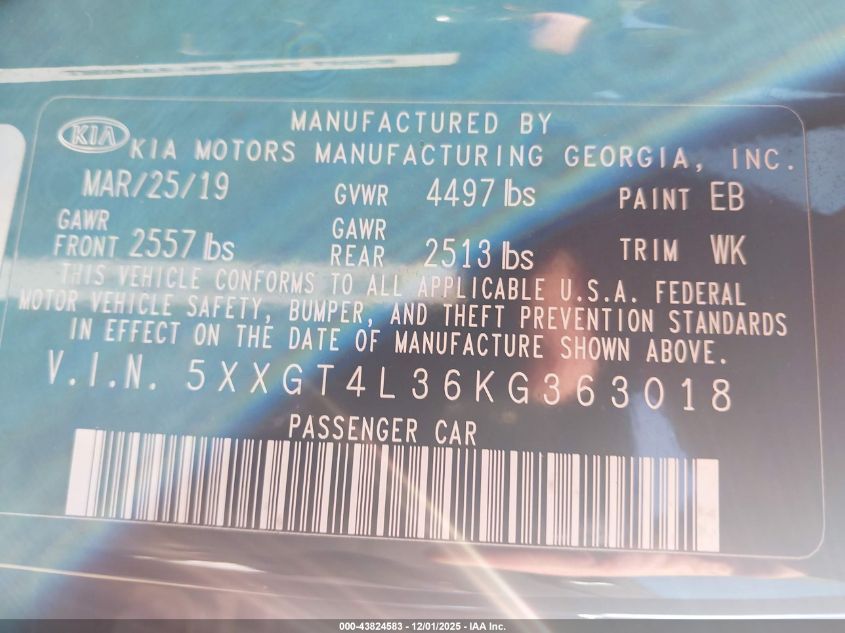 MANUFACTURED BY
KIA KIA MOTORS MANUFACTURING GEORGIA, INC.
MAR/25/19 GVWR 4497 lbs PAINT EB
GAWR FRONT 2557 lbs GAWR REAR 2513 lbs TRIM WK
THIS VEHICLE CONFORMS TO ALL APPLICABLE U.S.A. FEDERAL
MOTOR VEHICLE SAFETY, BUMPER, AND THEFT PREVENTION STANDARDS
IN EFFECT ON THE DATE OF MANUFACTURE SHOWN ABOVE.
V.I.N. 5XXGT4L36KG363018
PASSENGER CAR
000-43824583 - 12/01/2025 - IAA Inc.